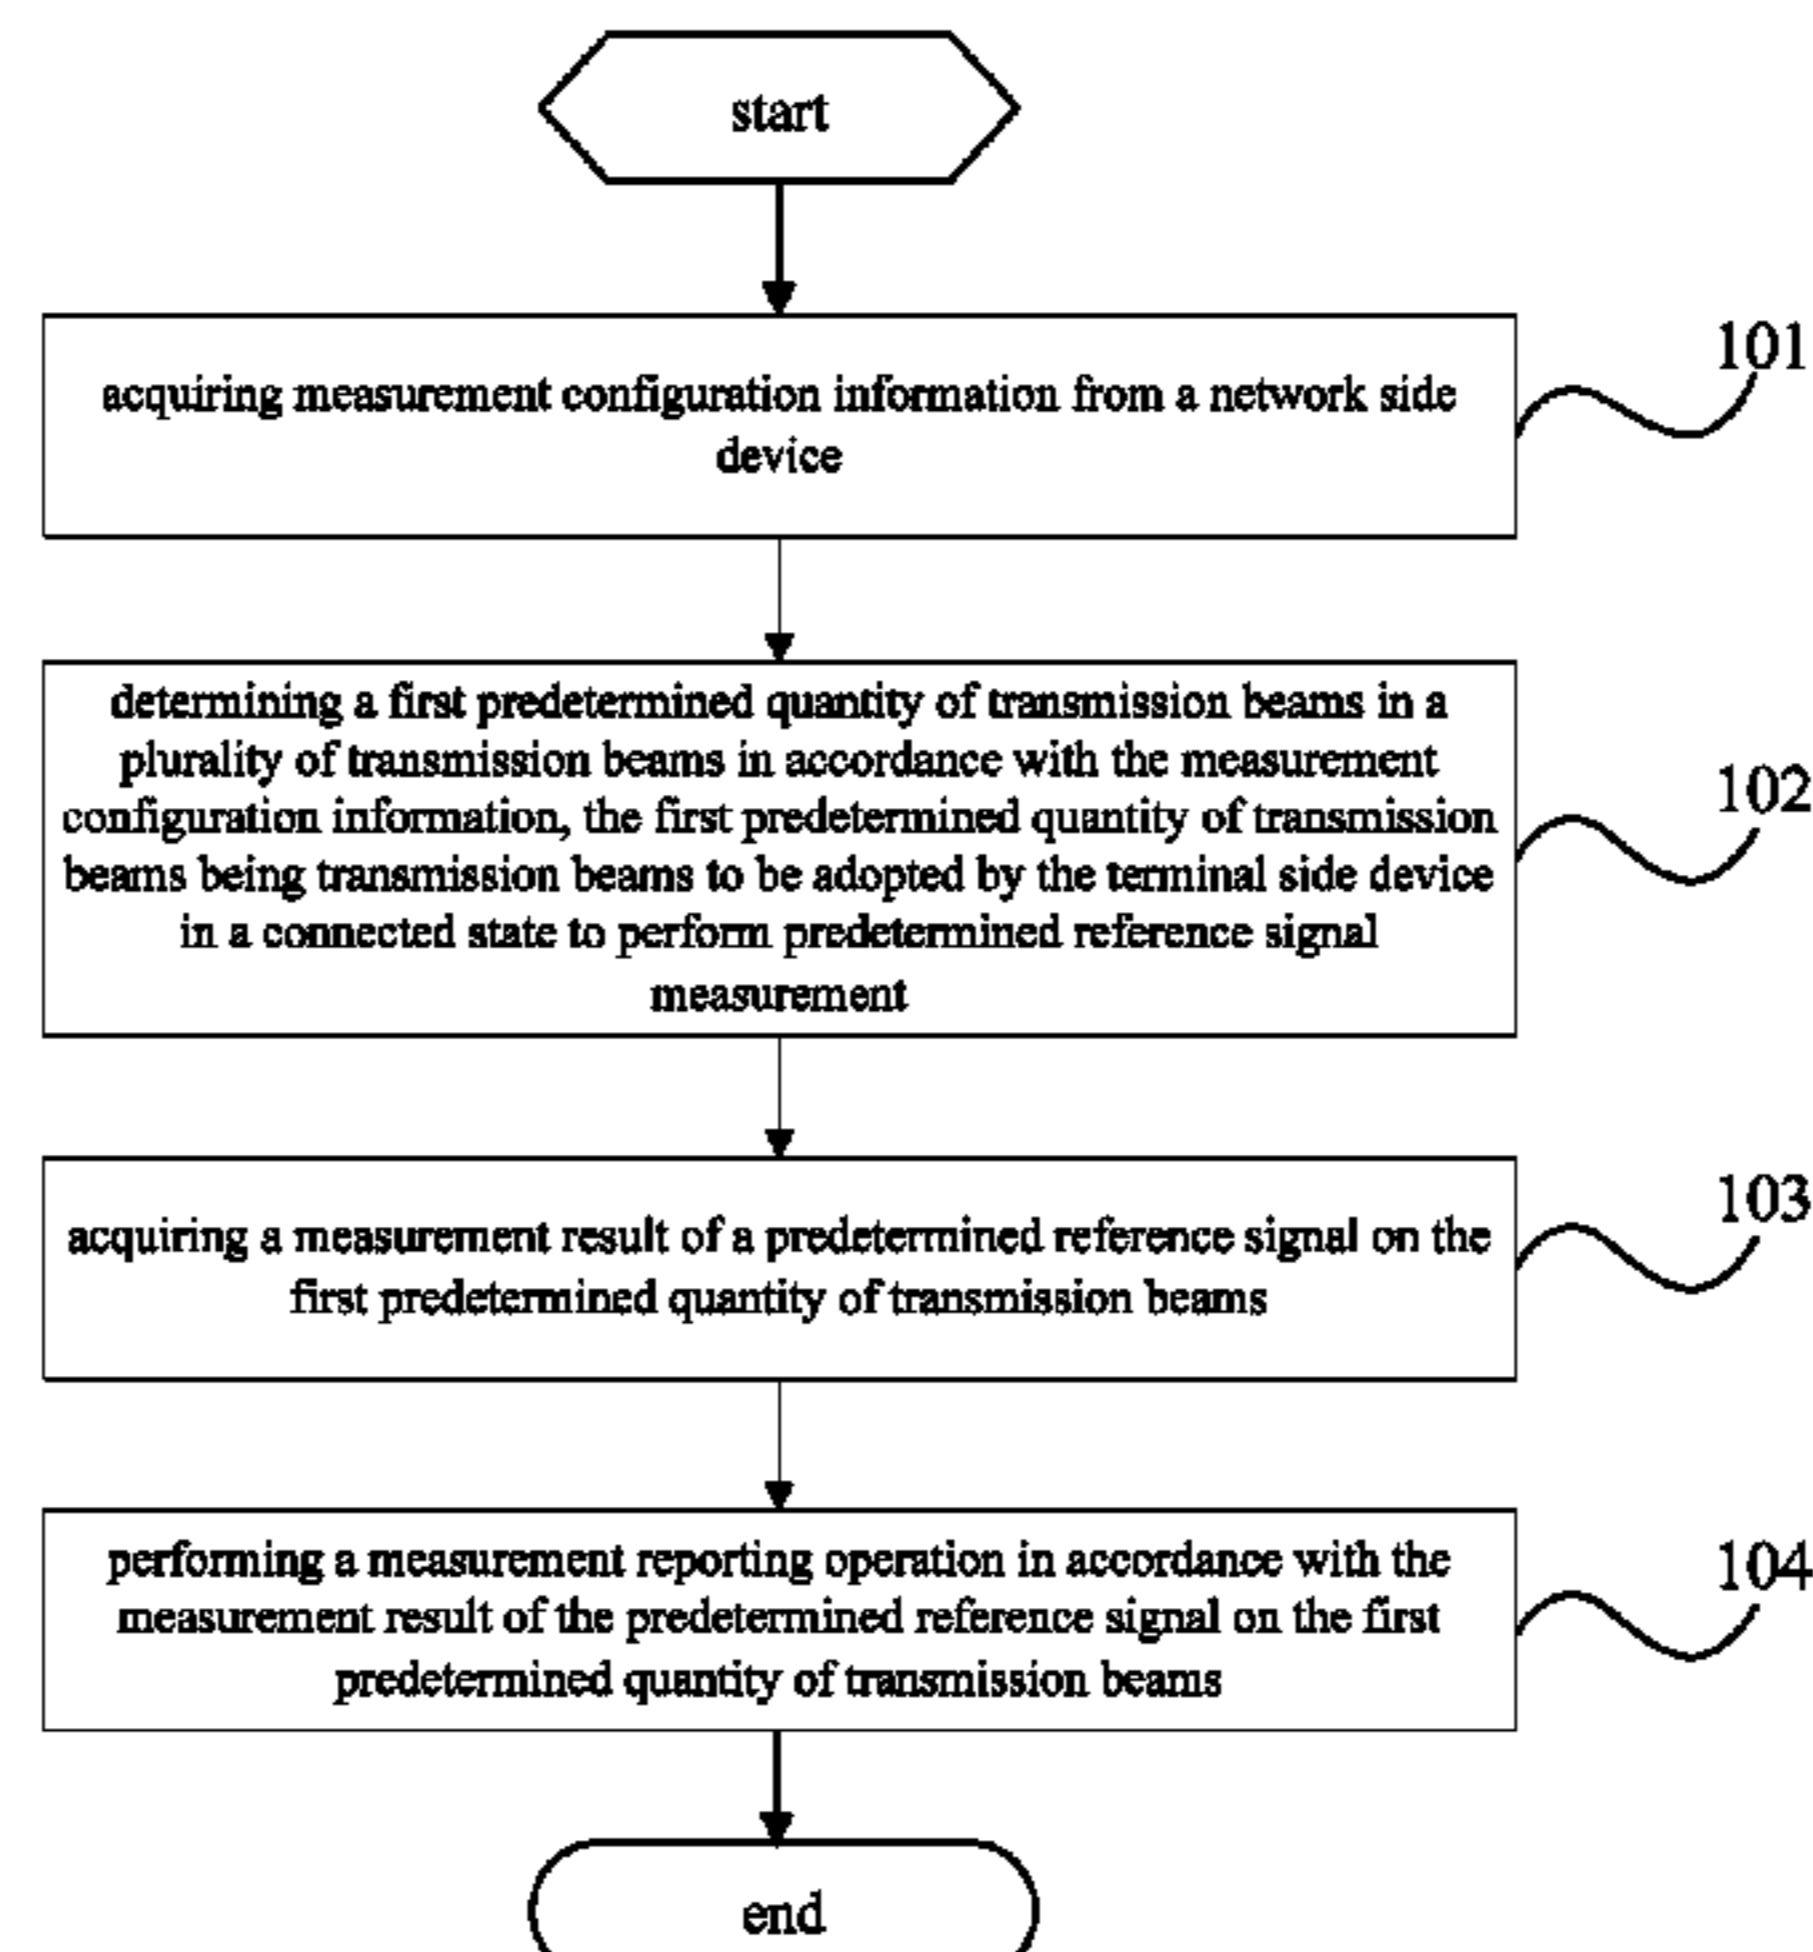 start
101
acquiring measurement configuration information from a network side
device
determining a first predetermined quantity of transmission beams in a
plurality of transmission beams in accordance with the measurement
configuration information, the first predetermined quantity of transmission
beams being transmission beams to be adopted by the terminal side device
in a connected state to perform predetermined reference signal
measurement
102
acquiring a measurement result of a predetermined reference signal on the
first predetermined quantity of transmission beams
103
performing a measurement reporting operation in accordance with the
measurement result of the predetermined reference signal on the first
predetermined quantity of transmission beams
104
end